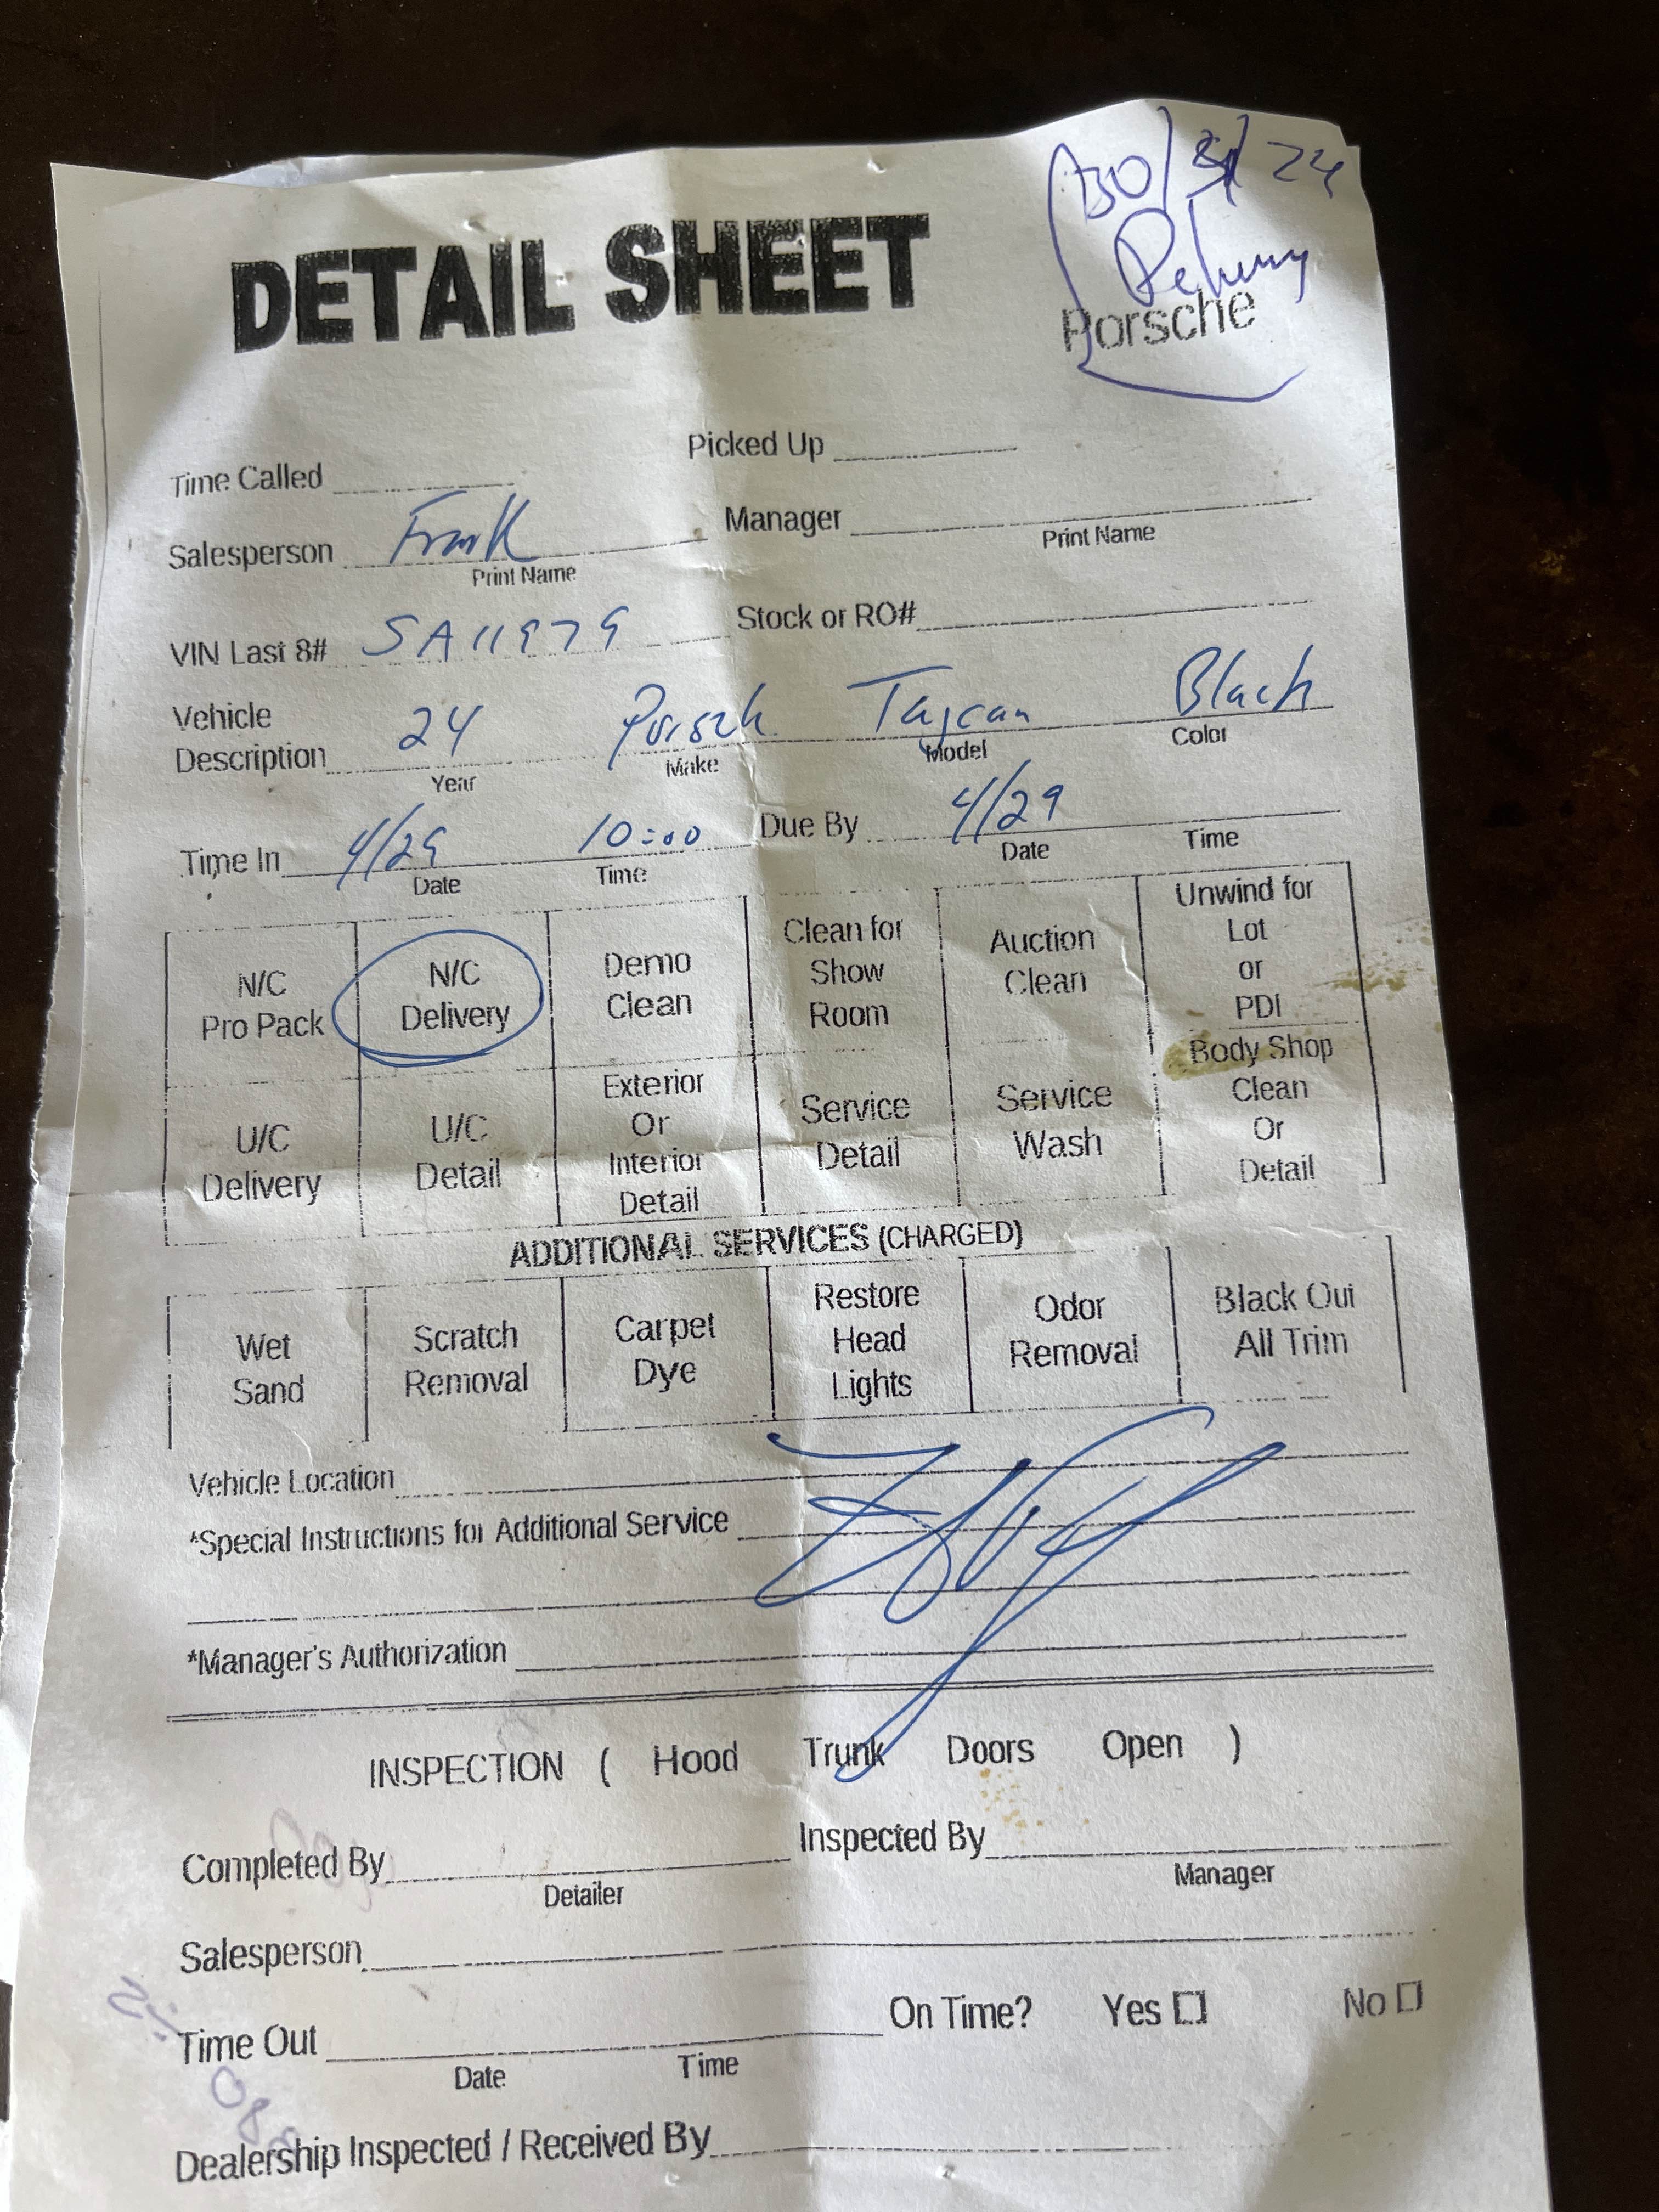 30/4/24
DETAIL SHEET
Delivery
Porsche
Time Called Picked Up
Salesperson Frank Manager
Print Name Print Name
VIN Last 8# SA11979 Stock or RO#
Vehicle Description 24 Porsch Taycan Black
Year Make Model Color
Time In 4/29 10:00 Due By 4/29
Date Time Date Time
N/C Pro Pack N/C Delivery Demo Clean Clean for Show Room Auction Clean Unwind for Lot or PDI
U/C Delivery U/C Detail Exterior Or Interior Detail Service Detail Service Wash Body Shop Clean Or Detail
ADDITIONAL SERVICES (CHARGED)
Wet Sand Scratch Removal Carpet Dye Restore Head Lights Odor Removal Black Out All Trim
Vehicle Location
*Special Instructions for Additional Service
*Manager's Authorization
INSPECTION ( Hood Trunk Doors Open )
Completed By Inspected By
Detailer Manager
Salesperson
Time Out On Time? Yes No
Date Time
Dealership Inspected / Received By